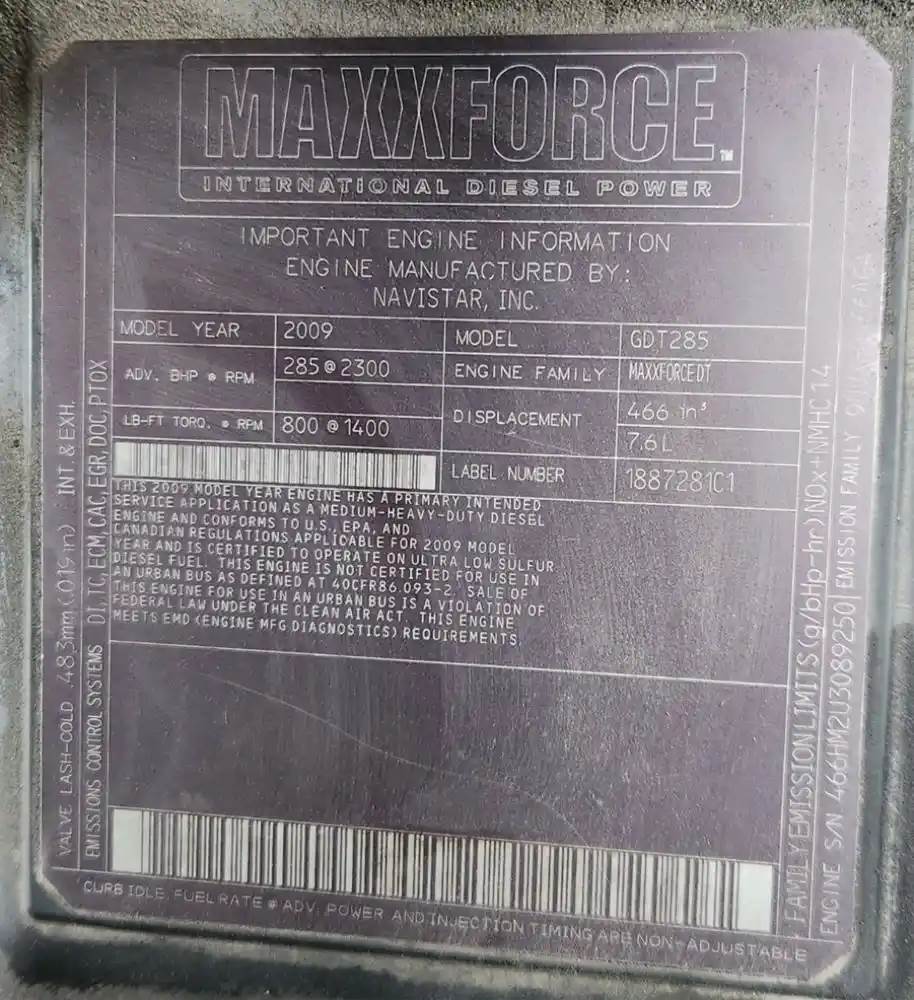 MAXXFORCE™
INTERNATIONAL DIESEL POWER
IMPORTANT ENGINE INFORMATION
ENGINE MANUFACTURED BY:
NAVISTAR, INC.
MODEL YEAR 2009 MODEL GDT285
ADV. BHP @ RPM 285@2300 ENGINE FAMILY MAXXFORCEDT
DISPLACEMENT 466 in³
LB-FT TORQ. @ RPM 800 @ 1400 7.6L
LABEL NUMBER 1887281C1
THIS 2009 MODEL YEAR ENGINE HAS A PRIMARY INTENDED
SERVICE APPLICATION AS A MEDIUM-HEAVY-DUTY DIESEL
ENGINE AND CONFORMS TO U.S., EPA, AND
CANADIAN REGULATIONS APPLICABLE FOR 2009 MODEL
YEAR AND IS CERTIFIED TO OPERATE ON ULTRA LOW SULFUR
DIESEL FUEL. THIS ENGINE IS NOT CERTIFIED FOR USE IN
AN URBAN BUS AS DEFINED AT 40CFR86.093-2. SALE OF
THIS ENGINE FOR USE IN AN URBAN BUS IS A VIOLATION OF
FEDERAL LAW UNDER THE CLEAN AIR ACT. THIS ENGINE
MEETS EMD (ENGINE MFG DIAGNOSTICS) REQUIREMENTS.
VALVE LASH-COLD .483mm(.019in) INT.&EXH.
EMISSIONS CONTROL SYSTEMS DI,TC,ECM,CAC,EGR,DOC,PTOX
FAMILY EMISSION LIMITS (g/bHp-hr) NOx+NMHC 1.4
ENGINE S/N 466HM2U3089250 EMISSION FAMILY
CURB IDLE, FUEL RATE @ ADV. POWER AND INJECTION TIMING ARE NON-ADJUSTABLE